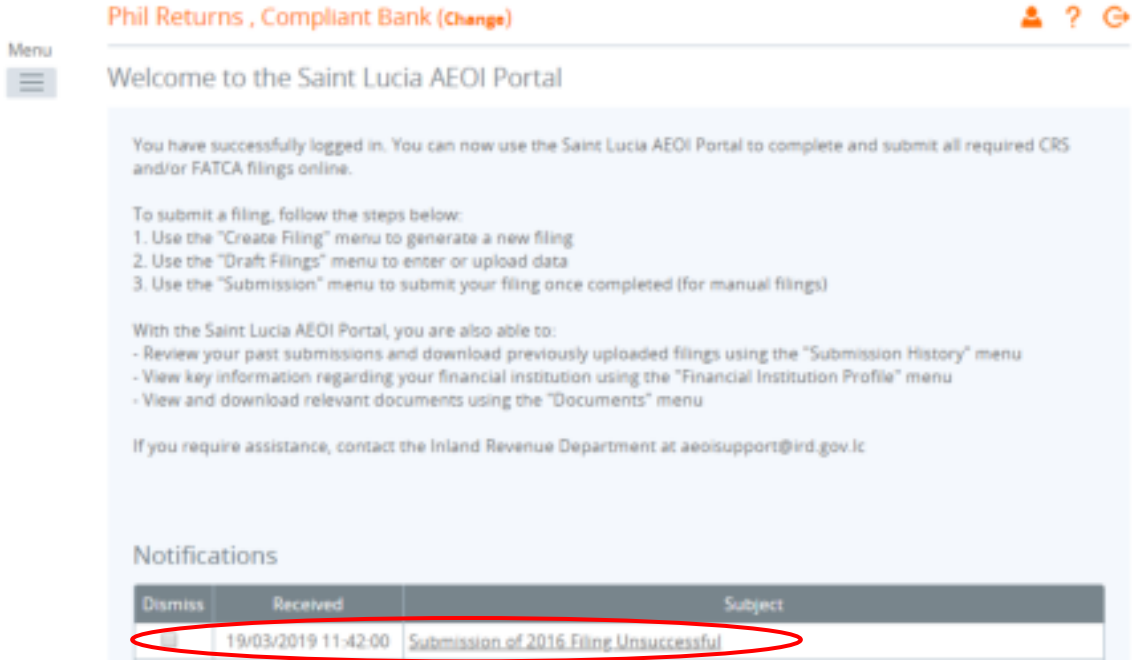 Phil Returns , Compliant Bank (Change)
?
Menu
Welcome to the Saint Lucia AEOI Portal
You have successfully logged in. You can now use the Saint Lucia AEOI Portal to complete and submit all required CRS
and/or FATCA filings online.
To submit a filing, follow the steps below:
1. Use the "Create Filing" menu to generate a new filing
2. Use the "Draft Filings" menu to enter or upload data
3. Use the "Submission" menu to submit your filing once completed (for manual filings)
With the Saint Lucia AEOI Portal, you are also able to:
- Review your past submissions and download previously uploaded filings using the "Submission History" menu
- View key information regarding your financial institution using the "Financial Institution Profile" menu
- View and download relevant documents using the "Documents" menu
If you require assistance, contact the Inland Revenue Department at aeoisupport@ird.gov.lc
Notifications
Dismiss Received Subject
19/03/2019 11:42:00 Submission of 2016 Filing Unsuccessful